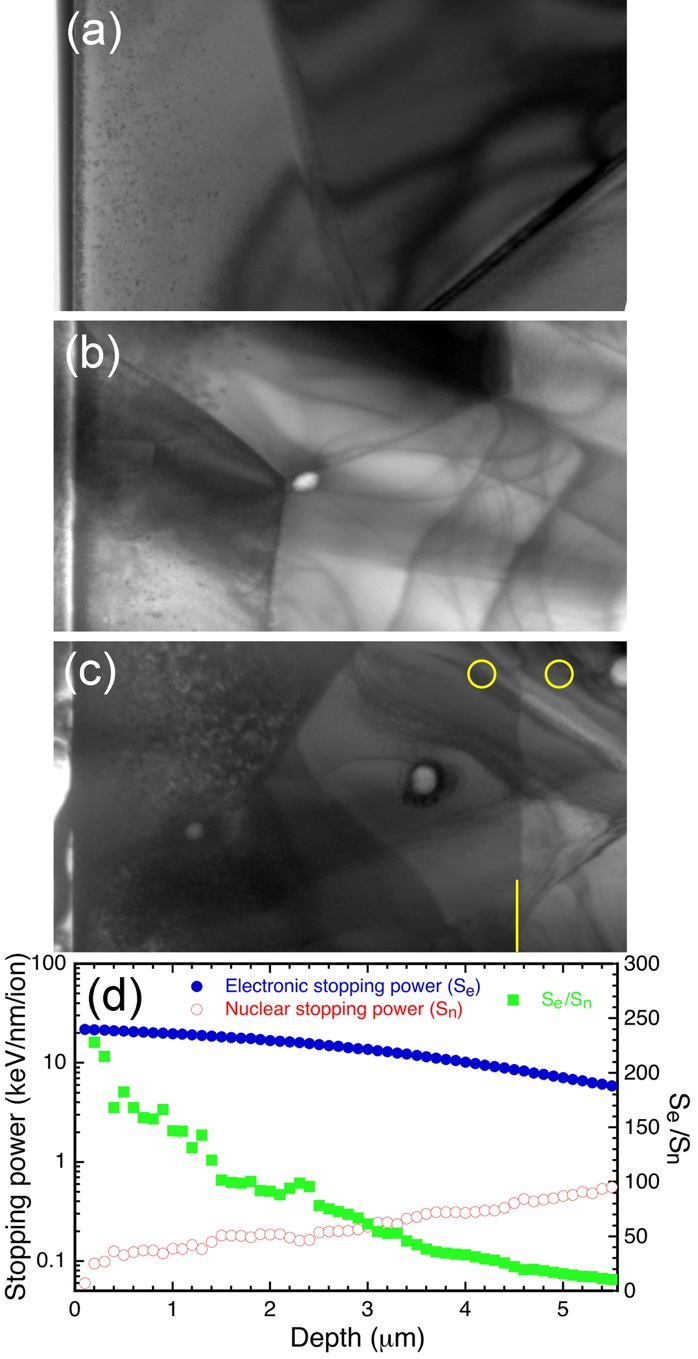 (a)
(b)
(c)
(d)
Electronic stopping power (Se)
Nuclear stopping power (Sn)
Se/Sn
Stopping power (keV/nm/ion)
100
10
1
0.1
300
250
200
150
100
50
0
Se/Sn
0 1 2 3 4 5
Depth (μm)